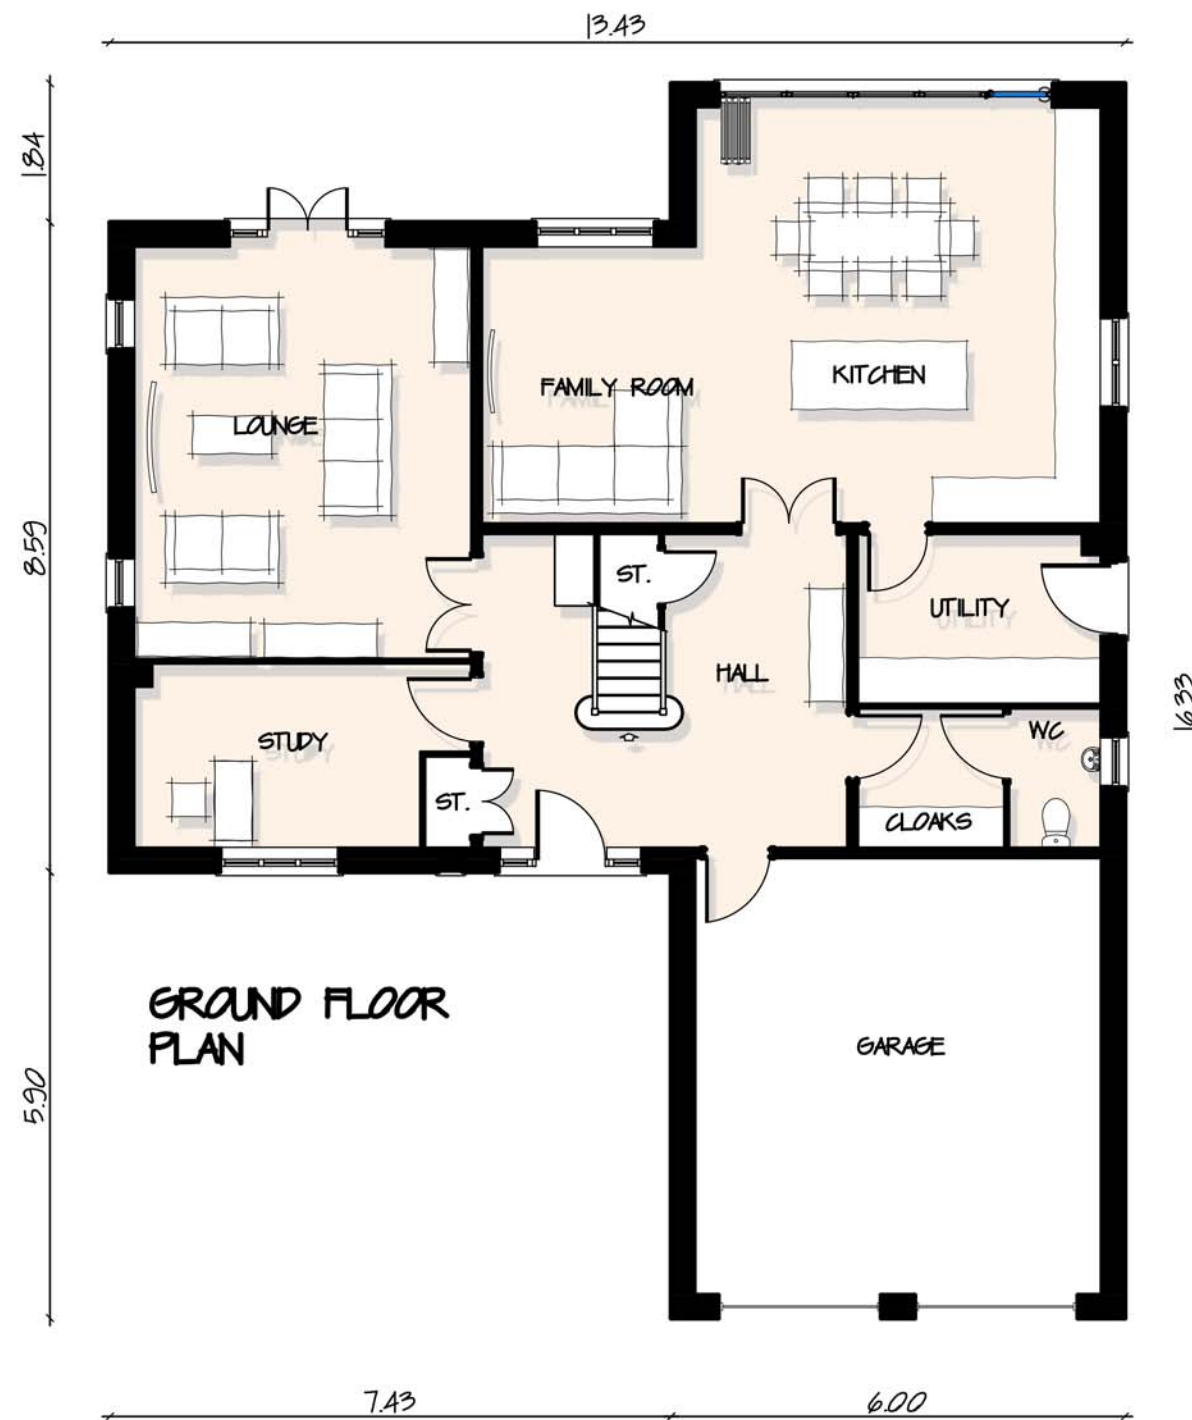 13.43
1.84
FAMILY ROOM
KITCHEN
LOUNGE
8.59
ST.
UTILITY
HALL
16.33
STUDY
WC
ST.
CLOAKS
GROUND FLOOR
PLAN
GARAGE
5.90
7.43
6.00